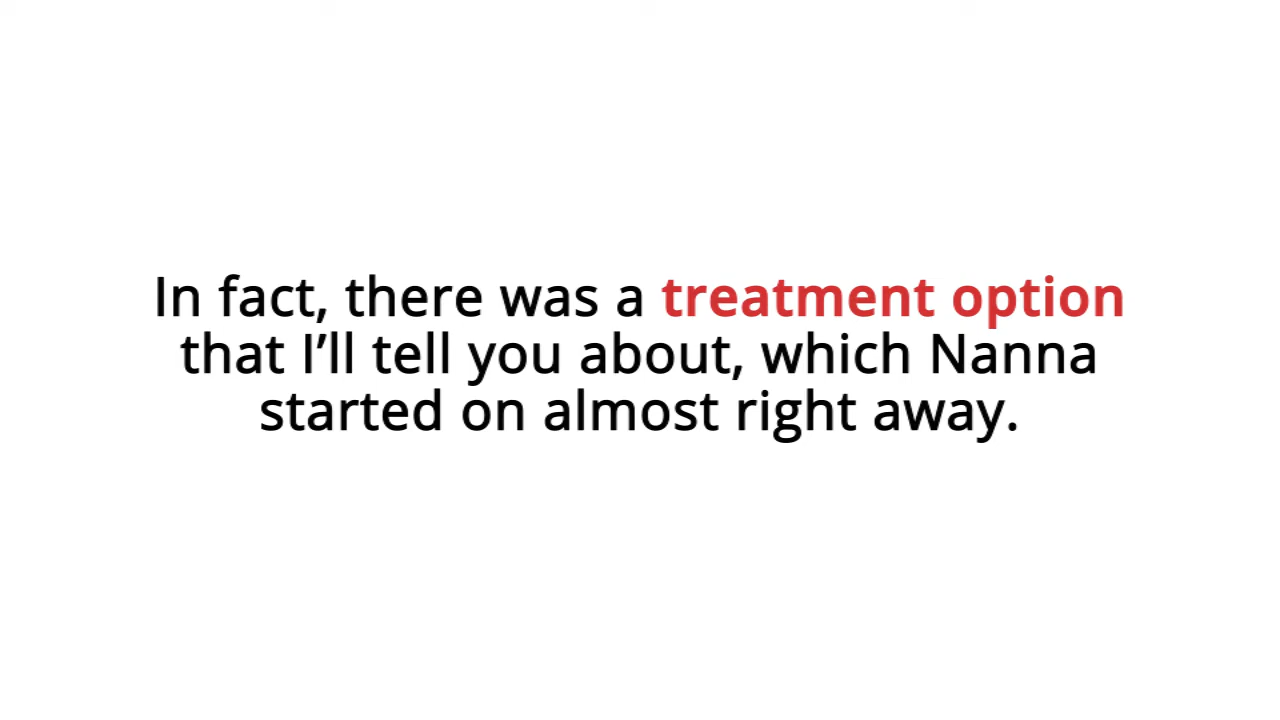 In fact, there was a treatment option
that I’ll tell you about, which Nanna
started on almost right away.